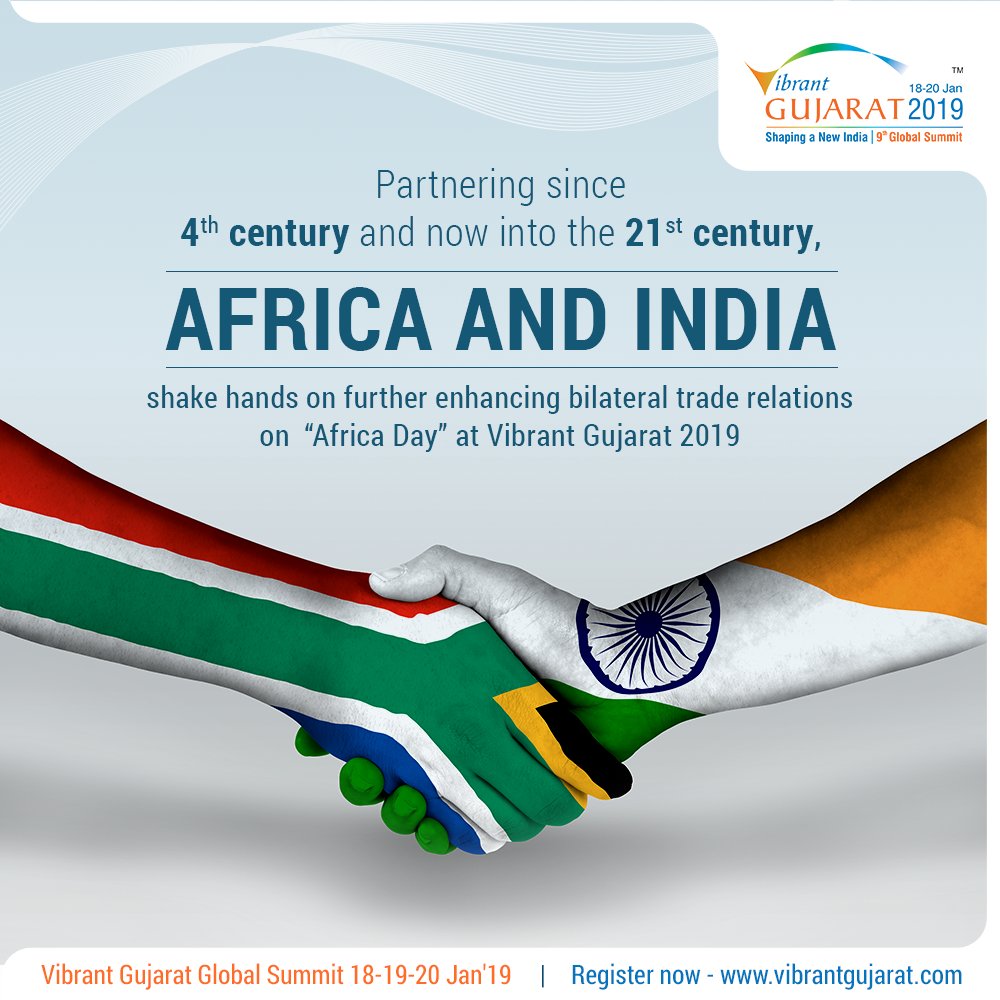 Vibrant
TM
18-20 Jan
GUJARAT 2019
Shaping a New India | 9th Global Summit
Partnering since
4th century and now into the 21st century,
AFRICA AND INDIA
shake hands on further enhancing bilateral trade relations
on “Africa Day” at Vibrant Gujarat 2019
Vibrant Gujarat Global Summit 18-19-20 Jan'19 | Register now - www.vibrantgujarat.com